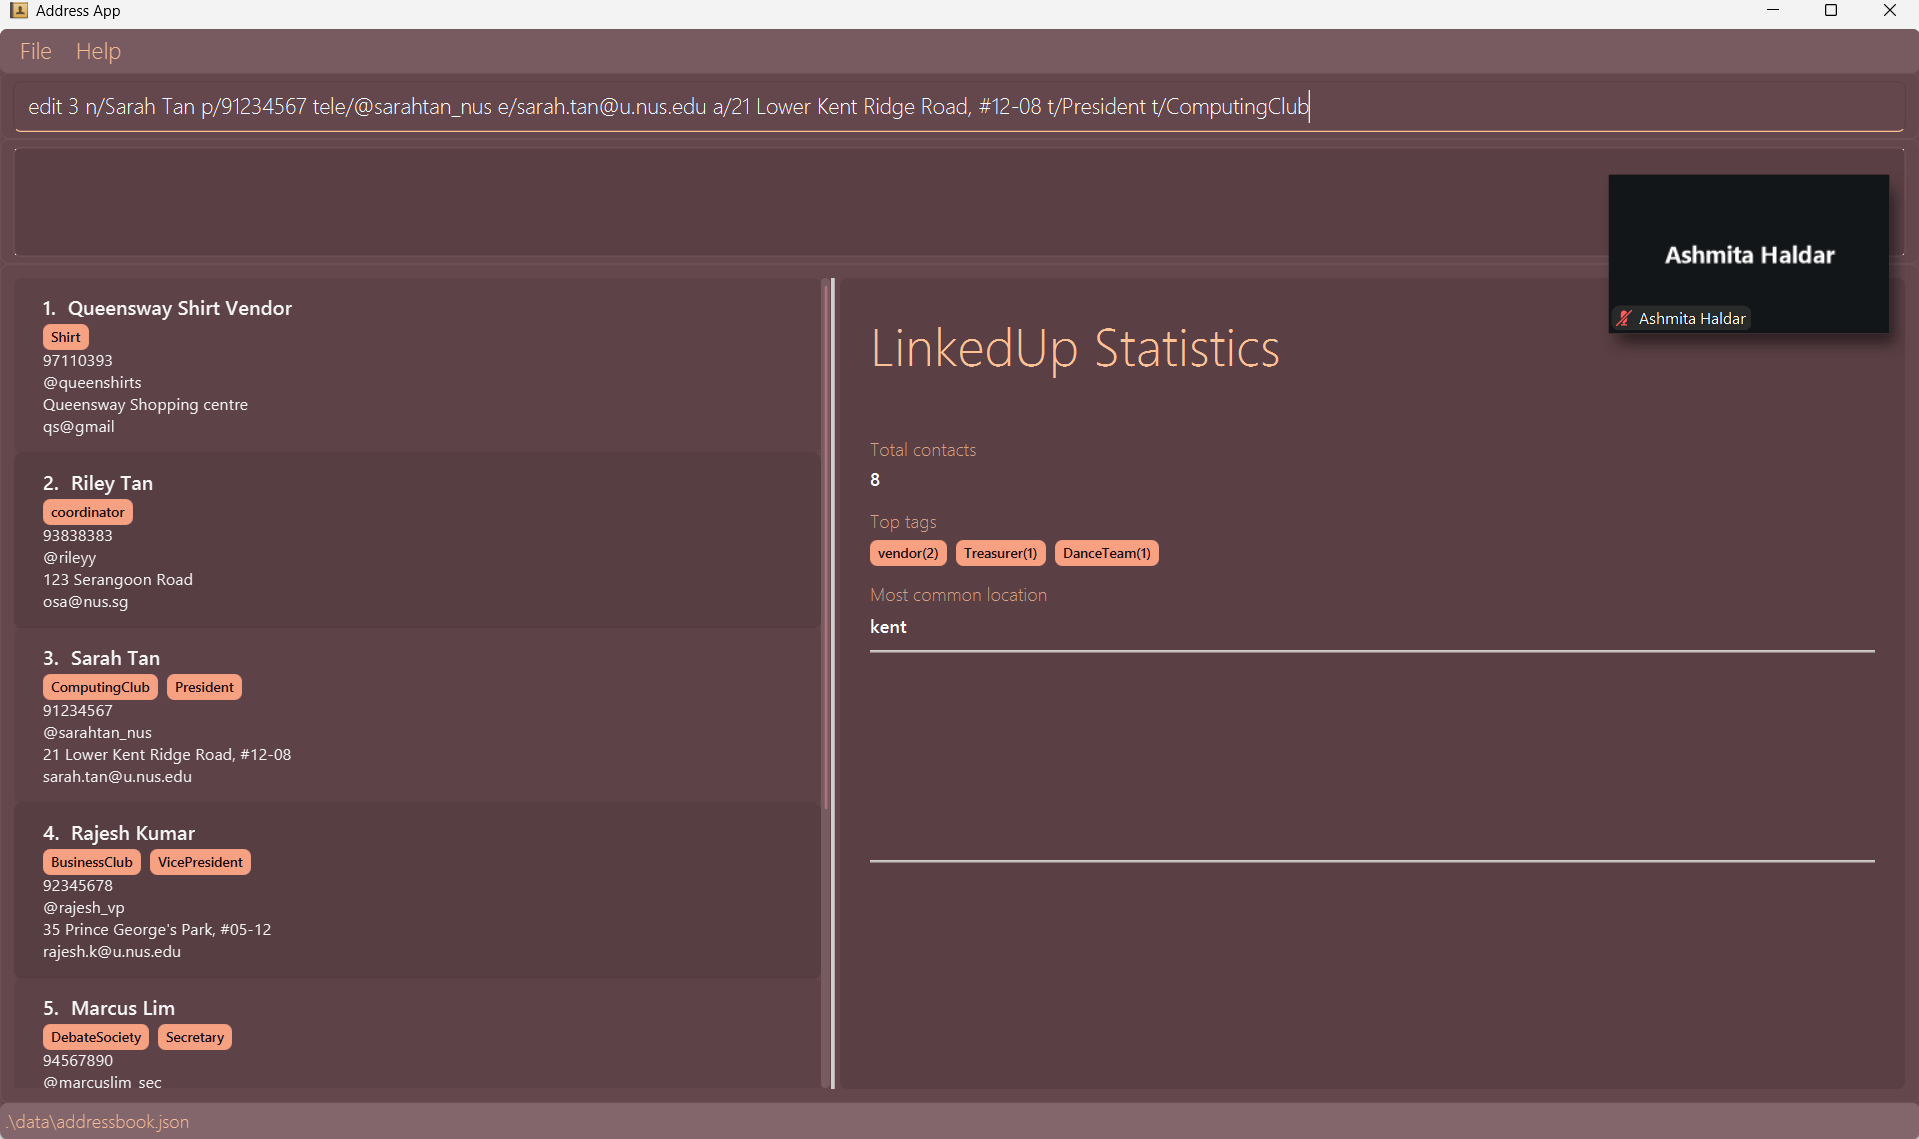 Address App
File Help
edit 3 n/Sarah Tan p/91234567 tele/@sarahtan_nus e/sarah.tan@u.nus.edu a/21 Lower Kent Ridge Road, #12-08 t/President t/ComputingClub
Ashmita Haldar
Ashmita Haldar
1. Queensway Shirt Vendor
Shirt
97110393
@queenshirts
Queensway Shopping centre
qs@gmail
2. Riley Tan
coordinator
93838383
@rileyy
123 Serangoon Road
osa@nus.sg
3. Sarah Tan
ComputingClub President
91234567
@sarahtan_nus
21 Lower Kent Ridge Road, #12-08
sarah.tan@u.nus.edu
4. Rajesh Kumar
BusinessClub VicePresident
92345678
@rajesh_vp
35 Prince George's Park, #05-12
rajesh.k@u.nus.edu
5. Marcus Lim
DebateSociety Secretary
94567890
@marcuslim_sec
LinkedUp Statistics
Total contacts
8
Top tags
vendor(2) Treasurer(1) DanceTeam(1)
Most common location
kent
.\data\addressbook.json